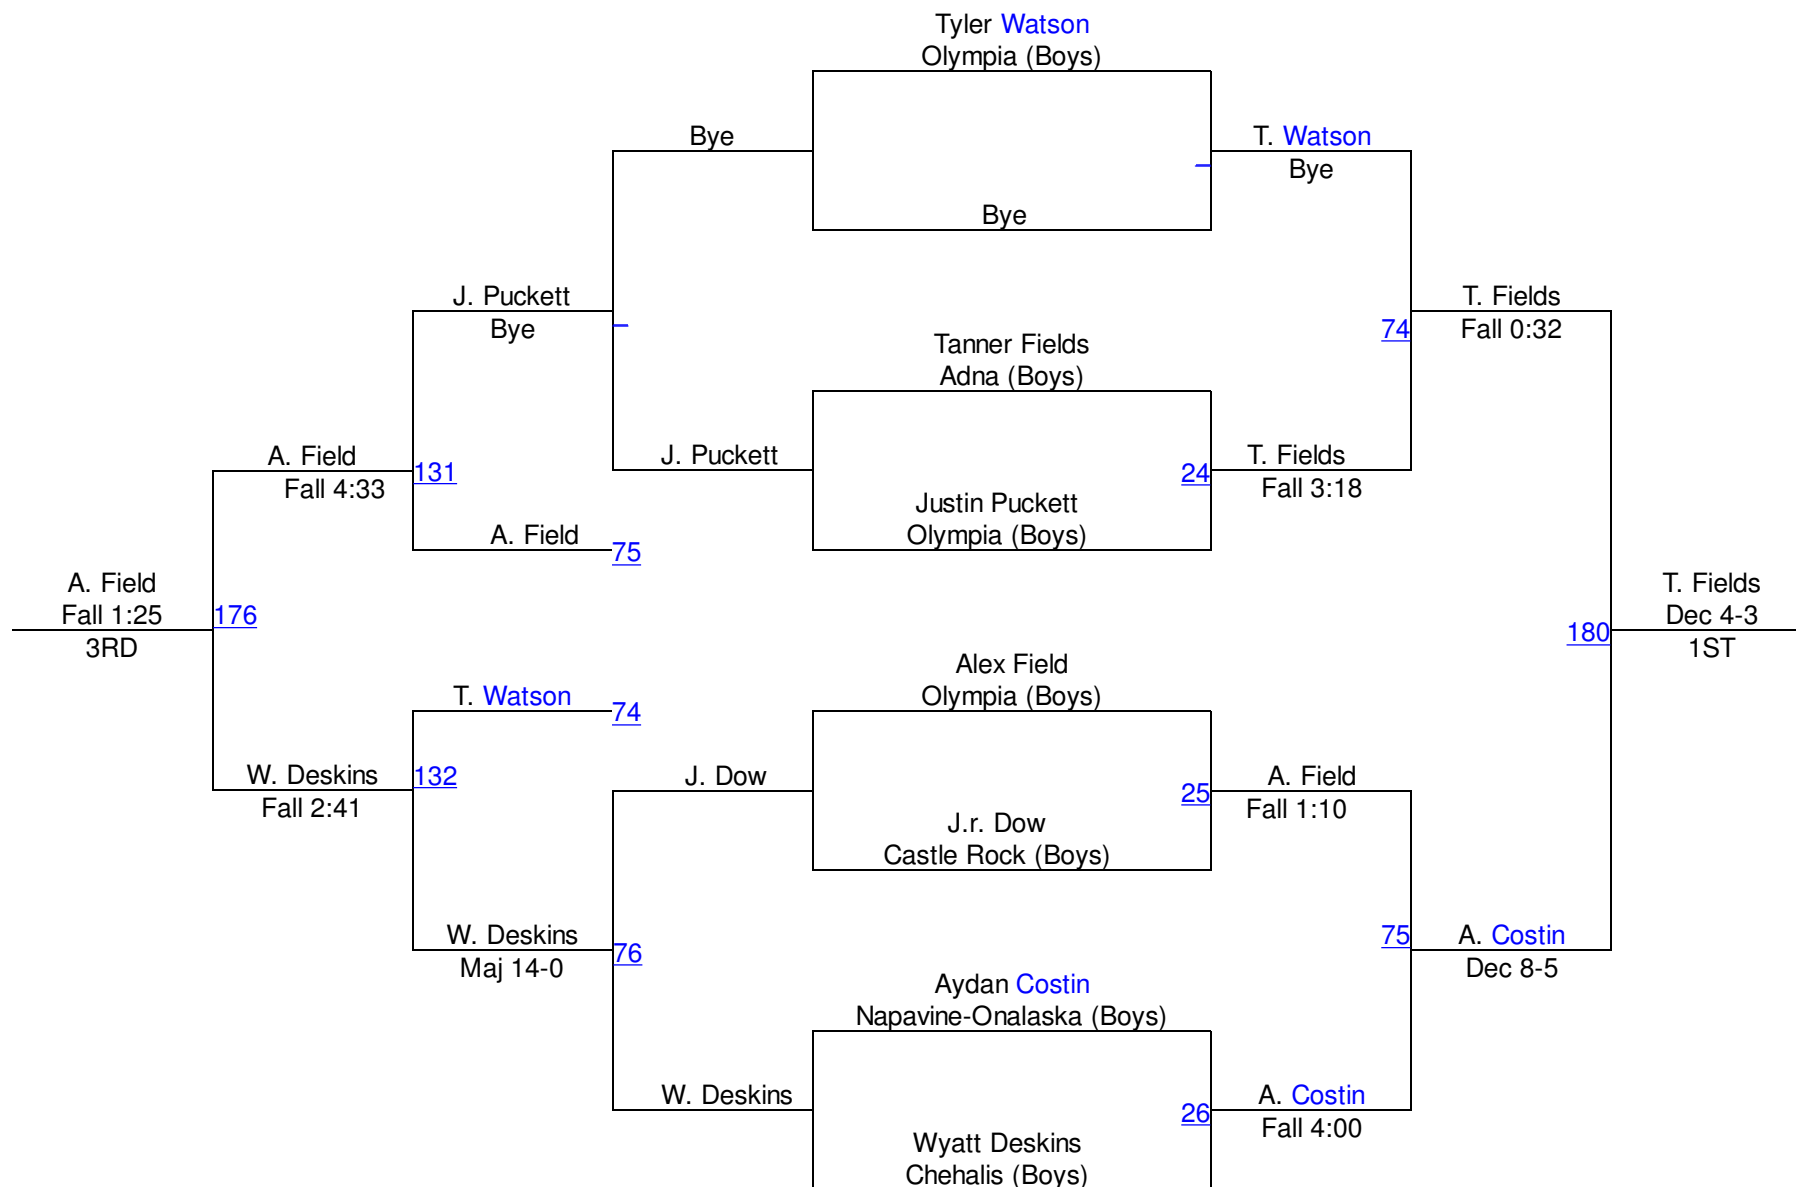 Tyler Watson
Olympia (Boys)
Bye
T. Watson
Bye
Bye
J. Puckett
Bye
T. Fields
Fall 0:32
74
Tanner Fields
Adna (Boys)
A. Field
Fall 4:33
131
J. Puckett
24
T. Fields
Fall 3:18
Justin Puckett
Olympia (Boys)
A. Field
75
A. Field
Fall 1:25
3RD
176
T. Fields
Dec 4-3
1ST
180
Alex Field
Olympia (Boys)
T. Watson
74
W. Deskins
Fall 2:41
132
J. Dow
25
A. Field
Fall 1:10
J.r. Dow
Castle Rock (Boys)
W. Deskins
Maj 14-0
76
75
A. Costin
Dec 8-5
Aydan Costin
Napavine-Onalaska (Boys)
W. Deskins
26
A. Costin
Fall 4:00
Wyatt Deskins
Chehalis (Boys)